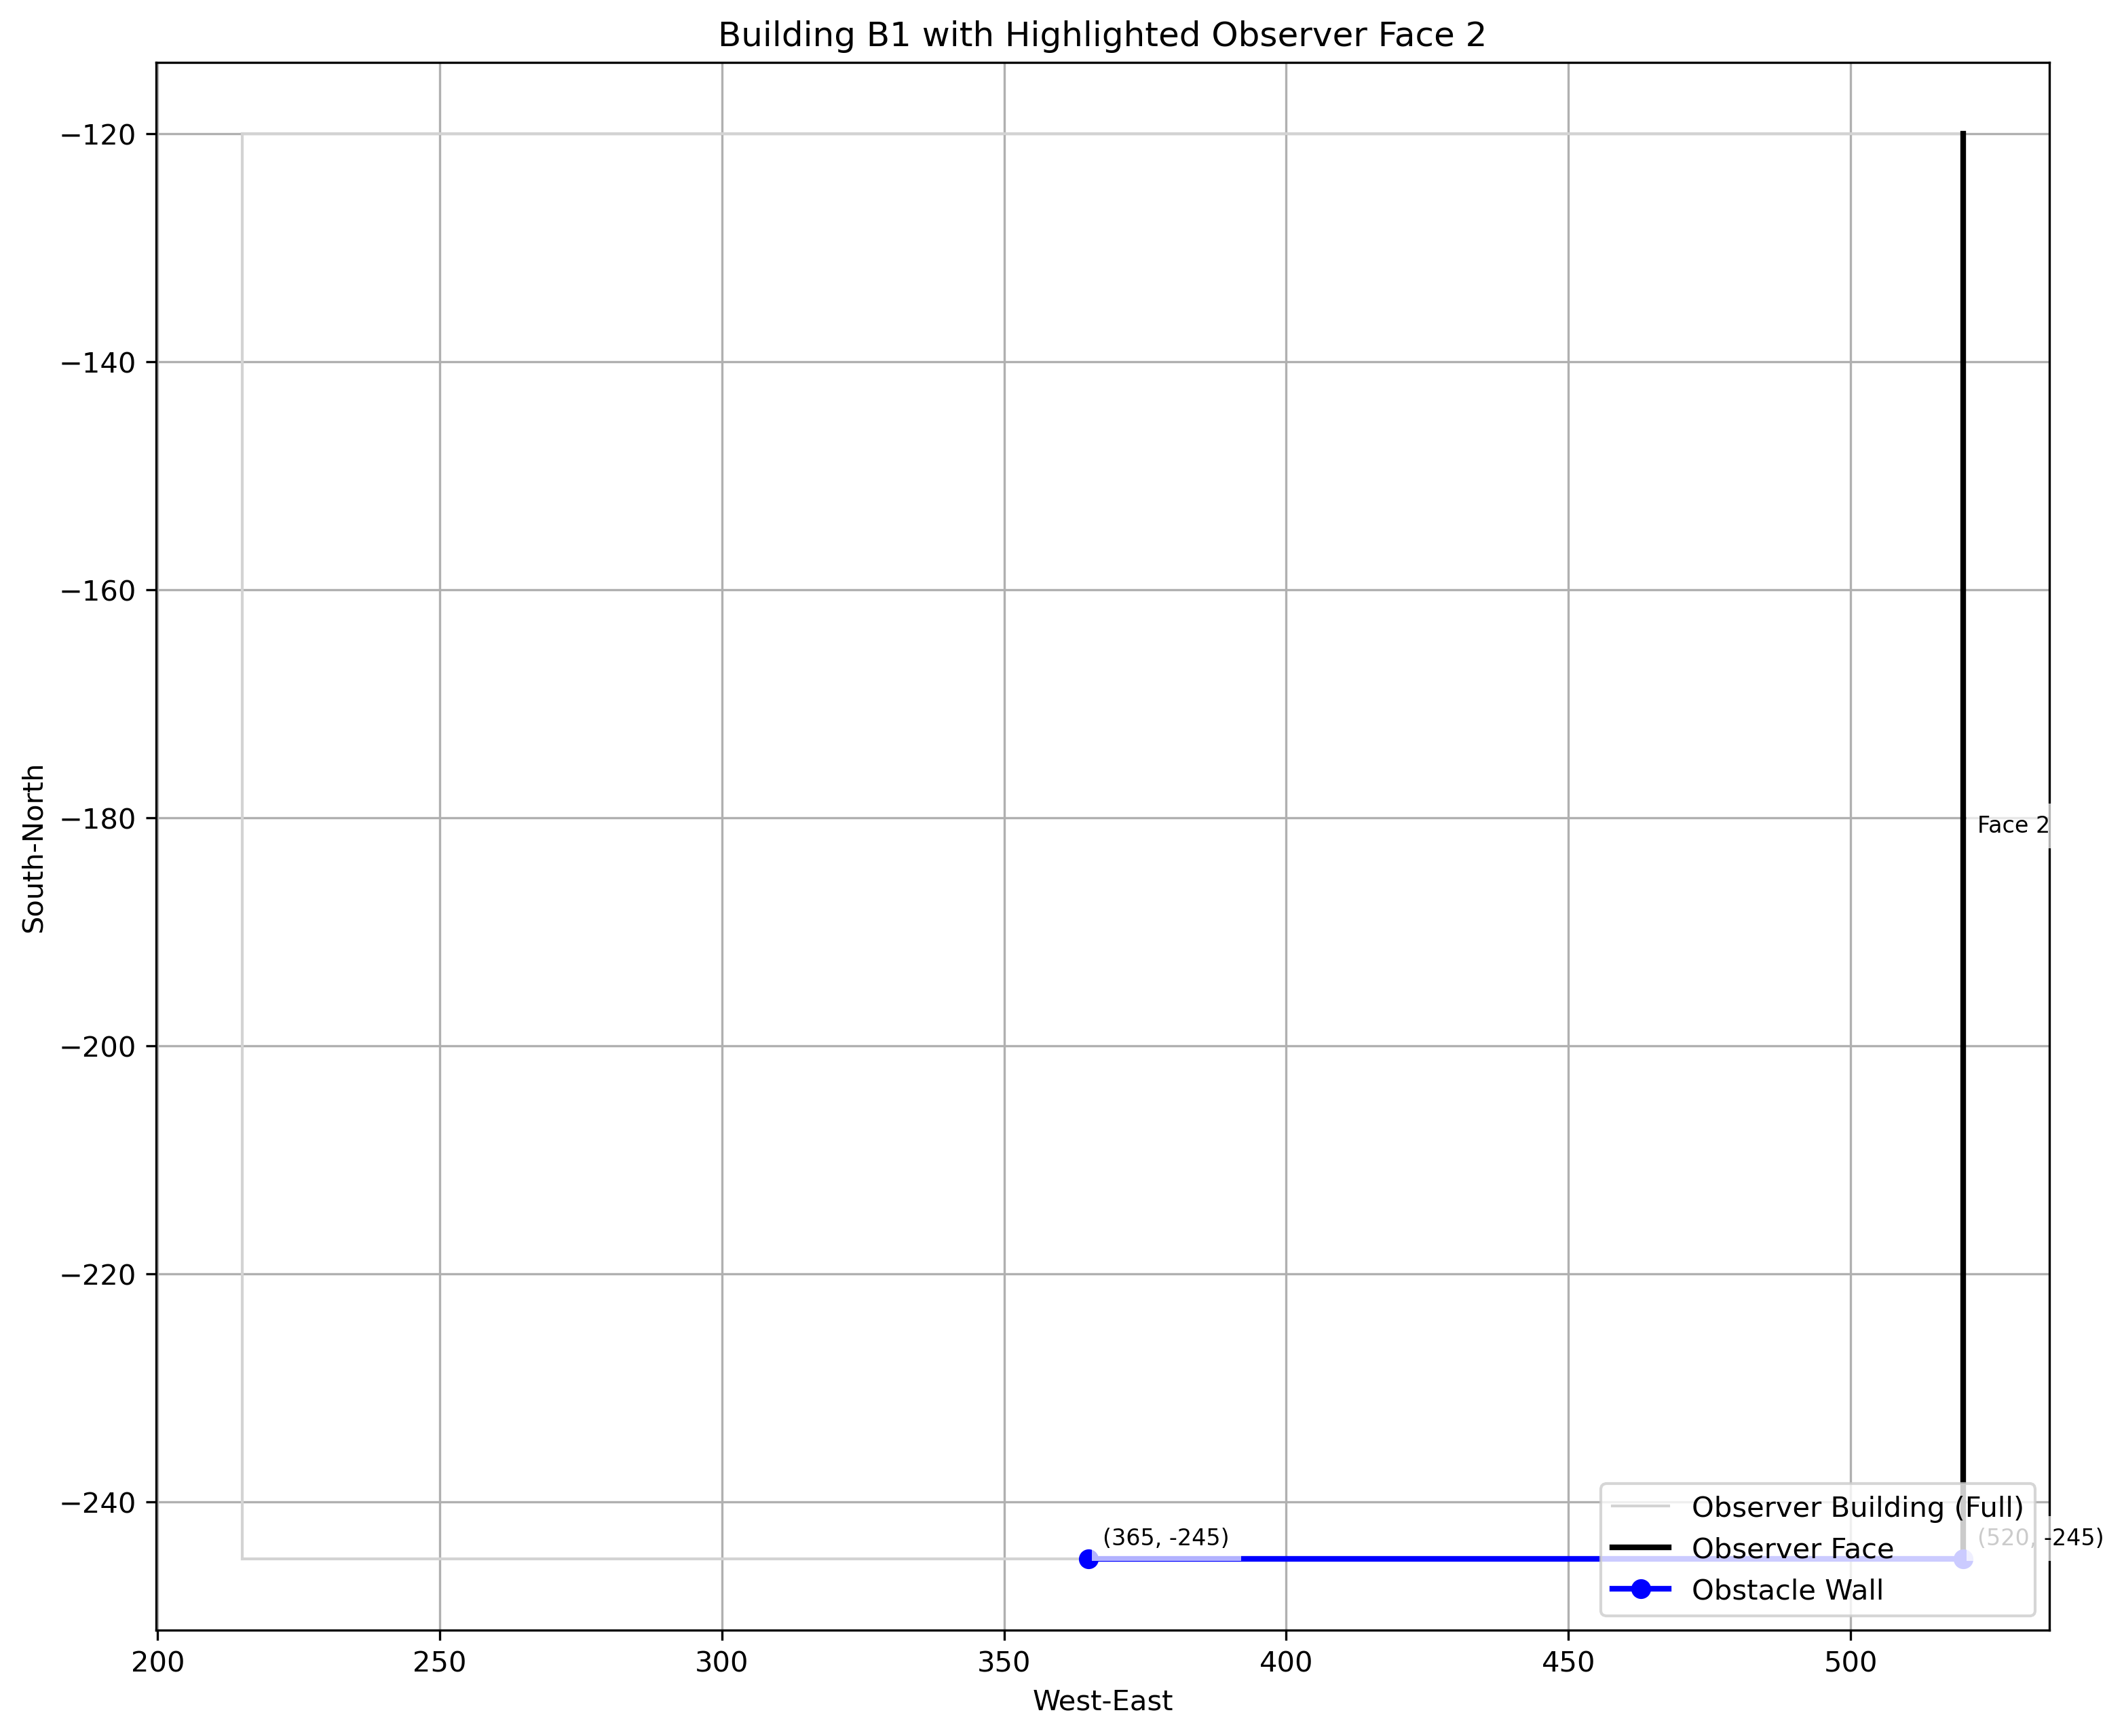 Building B1 with Highlighted Observer Face 2
−120
−140
−160
−180
−200
−220
−240
South-North
Face 2
(365, -245)
(520, -245)
Observer Building (Full)
Observer Face
Obstacle Wall
200
250
300
350
400
450
500
West-East